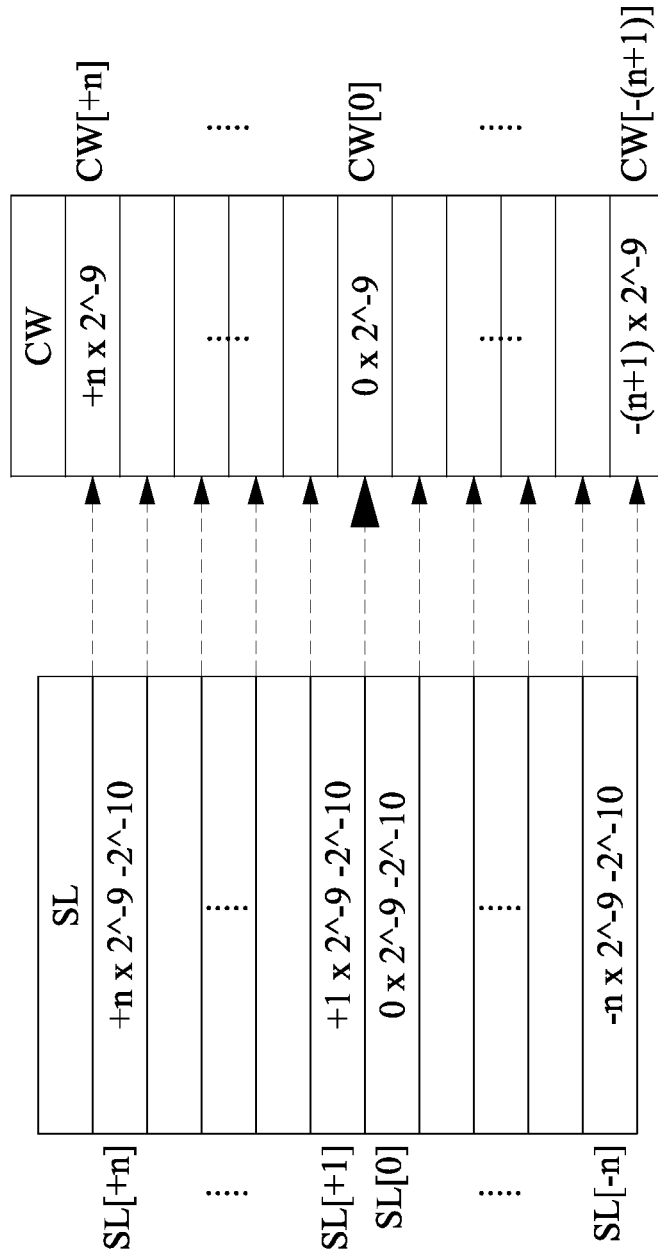 CW
SL
SL[+n] +n x 2^-9 -2^-10 +n x 2^-9 CW[+n]
..... ..... ..... .....
SL[+1] +1 x 2^-9 -2^-10
0 x 2^-9 CW[0]
SL[0] 0 x 2^-9 -2^-10
..... ..... ..... .....
SL[-n] -n x 2^-9 -2^-10
-(n+1) x 2^-9 CW[-(n+1)]